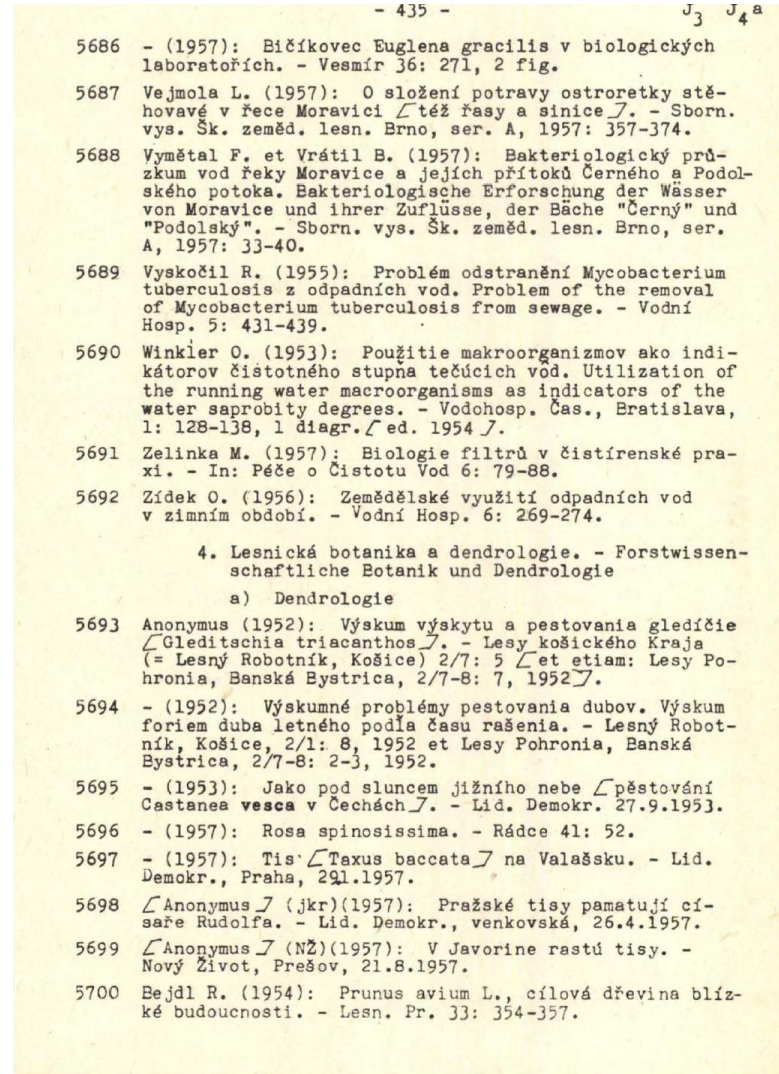 - 435 -
J3 J4a
5686 - (1957): Bičíkovec Euglena gracilis v biologických
laboratořích. - Vesmír 36: 271, 2 fig.
5687 Vejmola L. (1957): O složení potravy ostroretky stě-
hovavé v řece Moravici [též řasy a sinice]. - Sborn.
vys. Šk. zeměd. lesn. Brno, ser. A, 1957: 357-374.
5688 Vymětal F. et Vrátil B. (1957): Bakteriologický prů-
zkum vod řeky Moravice a jejích přítoků Černého a Podol-
ského potoka. Bakteriologische Erforschung der Wässer
von Moravice und ihrer Zuflüsse, der Bäche "Černý" und
"Podolský". - Sborn. vys. Šk. zeměd. lesn. Brno, ser.
A, 1957: 33-40.
5689 Vyskočil R. (1955): Problém odstranění Mycobacterium
tuberculosis z odpadních vod. Problem of the removal
of Mycobacterium tuberculosis from sewage. - Vodní
Hosp. 5: 431-439.
5690 Winkler O. (1953): Použitie makroorganizmov ako indi-
kátorov čistotného stupňa tečúcich vôd. Utilization of
the running water macroorganisms as indicators of the
water saprobity degrees. - Vodohosp. Čas., Bratislava,
1: 128-138, 1 diagr. [ed. 1954].
5691 Zelinka M. (1957): Biologie filtrů v čistírenské pra-
xi. - In: Péče o Čistotu Vod 6: 79-88.
5692 Zídek O. (1956): Zemědělské využití odpadních vod
v zimním období. - Vodní Hosp. 6: 269-274.
4. Lesnická botanika a dendrologie. - Forstwissen-
schaftliche Botanik und Dendrologie
a) Dendrologie
5693 Anonymus (1952): Výskum výskytu a pestovania gledíčie
[Gleditschia triacanthos]. - Lesy košického Kraja
(= Lesný Robotník, Košice) 2/7: 5 [et etiam: Lesy Po-
hronia, Banská Bystrica, 2/7-8: 7, 1952].
5694 - (1952): Výskumné problémy pestovania dubov. Výskum
foriem duba letného podľa času rašenia. - Lesný Robot-
ník, Košice, 2/1: 8, 1952 et Lesy Pohronia, Banská
Bystrica, 2/7-8: 2-3, 1952.
5695 - (1953): Jako pod sluncem jižního nebe [pěstování
Castanea vesca v Čechách]. - Lid. Demokr. 27.9.1953.
5696 - (1957): Rosa spinosissima. - Rádce 41: 52.
5697 - (1957): Tis [Taxus baccata] na Valašsku. - Lid.
Demokr., Praha, 29.1.1957.
5698 [Anonymus] (jkr)(1957): Pražské tisy pamatují cí-
saře Rudolfa. - Lid. Demokr., venkovská, 26.4.1957.
5699 [Anonymus] (NŽ)(1957): V Javorine rastú tisy. -
Nový Život, Prešov, 21.8.1957.
5700 Bejdl R. (1954): Prunus avium L., cílová dřevina blíz-
ké budoucnosti. - Lesn. Pr. 33: 354-357.